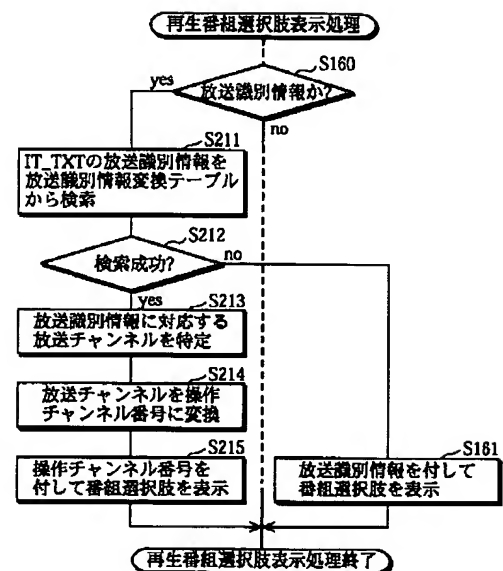 再生番組選択肢表示処理
S160
yes
放送識別情報か?
no
S211
IT_TXTの放送識別情報を
放送識別情報変換テーブル
から検索
S212
検索成功?
no
yes
S213
放送識別情報に対応する
放送チャンネルを特定
S214
放送チャンネルを操作
チャンネル番号に変換
S215
操作チャンネル番号を
付して番組選択肢を表示
S161
放送識別情報を付して
番組選択肢を表示
再生番組選択肢表示処理終了